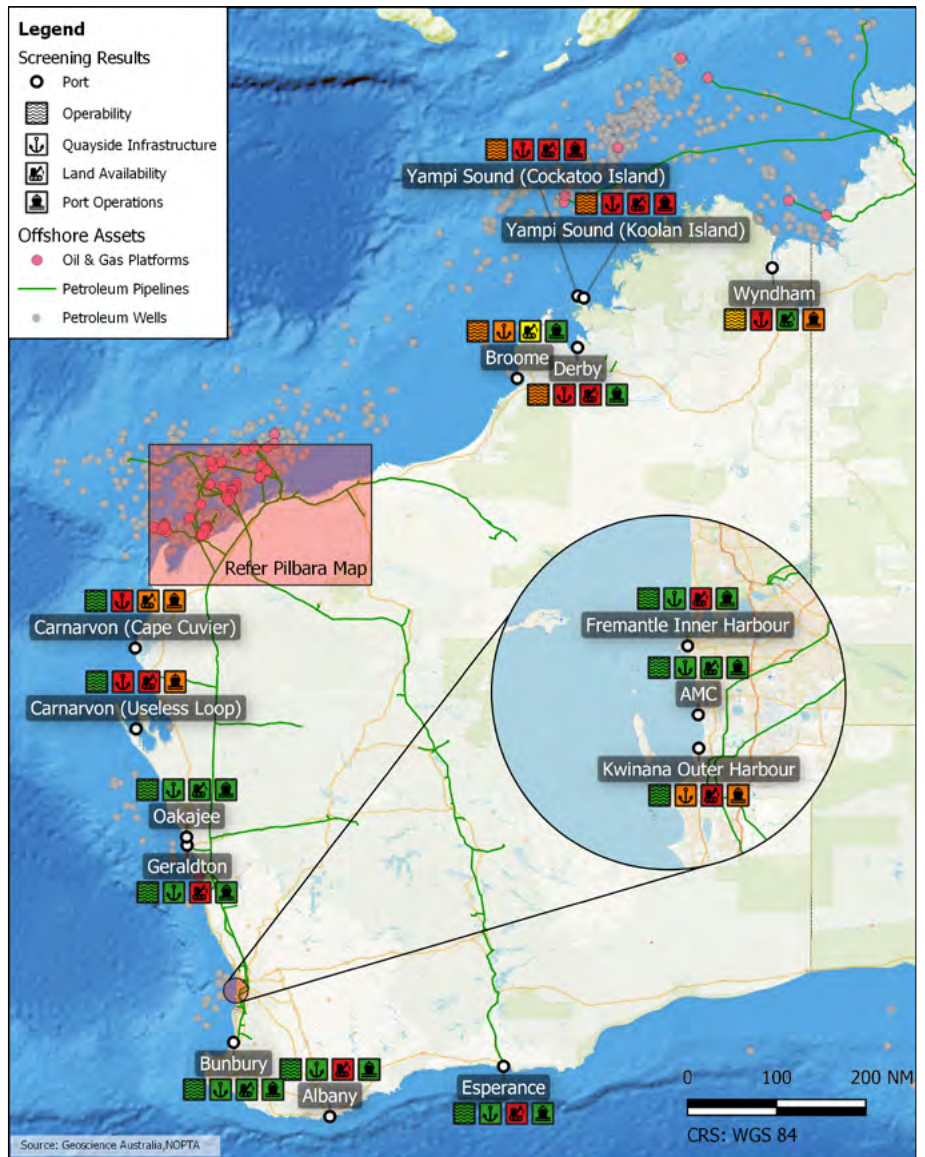 Legend
Screening Results
Port
Operability
Quayside Infrastructure
Land Availability
Port Operations
Offshore Assets
Oil & Gas Platforms
Petroleum Pipelines
Petroleum Wells
Yampi Sound (Cockatoo Island)
Yampi Sound (Koolan Island)
Wyndham
Broome
Derby
Refer Pilbara Map
Carnarvon (Cape Cuvier)
Carnarvon (Useless Loop)
Oakajee
Geraldton
Fremantle Inner Harbour
AMC
Kwinana Outer Harbour
Bunbury
Albany
Esperance
0 100 200 NM
CRS: WGS 84
Source: Geoscience Australia,NOPTA